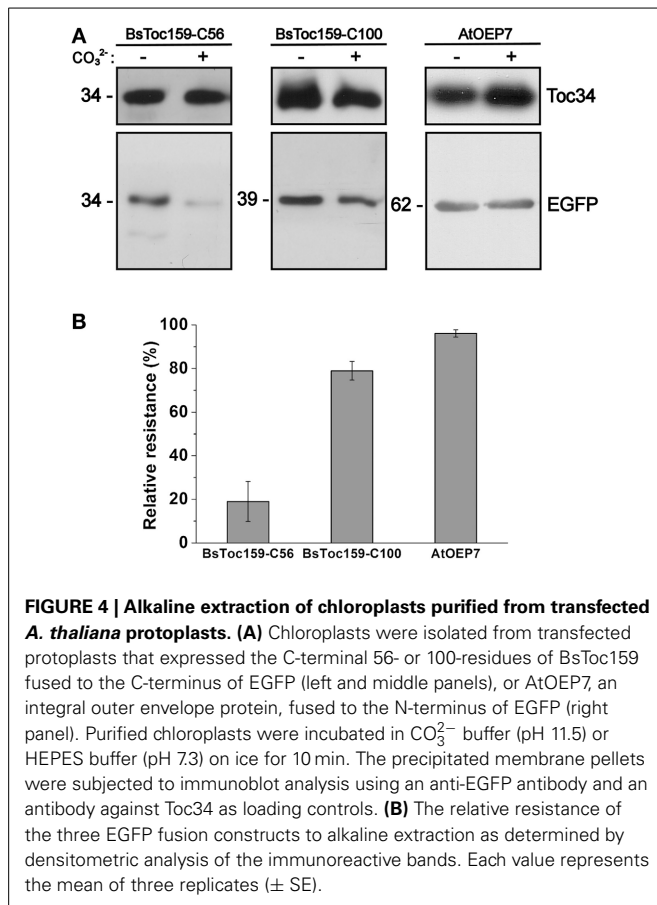 A
BsToc159-C56 BsToc159-C100 AtOEP7
CO₃²⁻ : - + - + - +
34 - Toc34
34 - 39 - 62 - EGFP
B
Relative resistance (%)
100
80
60
40
20
0
BsToc159-C56 BsToc159-C100 AtOEP7
FIGURE 4 | Alkaline extraction of chloroplasts purified from transfected
A. thaliana protoplasts. (A) Chloroplasts were isolated from transfected
protoplasts that expressed the C-terminal 56- or 100-residues of BsToc159
fused to the C-terminus of EGFP (left and middle panels), or AtOEP7, an
integral outer envelope protein, fused to the N-terminus of EGFP (right
panel). Purified chloroplasts were incubated in CO₃²⁻ buffer (pH 11.5) or
HEPES buffer (pH 7.3) on ice for 10 min. The precipitated membrane pellets
were subjected to immunoblot analysis using an anti-EGFP antibody and an
antibody against Toc34 as loading controls. (B) The relative resistance of
the three EGFP fusion constructs to alkaline extraction as determined by
densitometric analysis of the immunoreactive bands. Each value represents
the mean of three replicates (± SE).